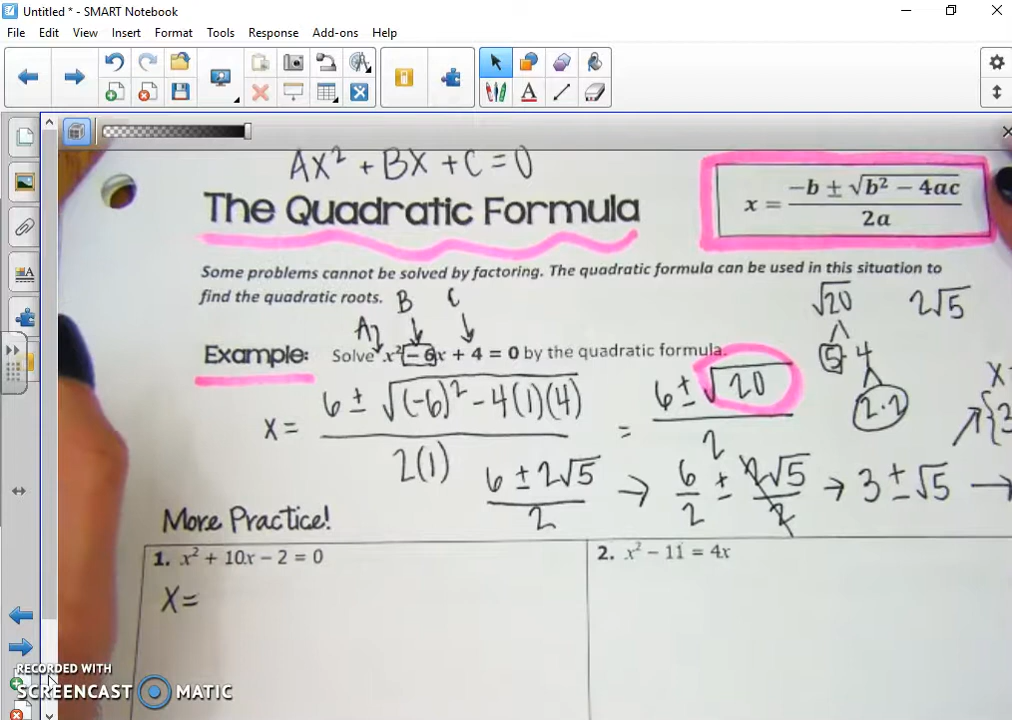 Untitled * - SMART Notebook
File Edit View Insert Format Tools Response Add-ons Help
AX² + BX + C = 0
The Quadratic Formula
x = (-b ± √(b² − 4ac)) / 2a
Some problems cannot be solved by factoring. The quadratic formula can be used in this situation to
find the quadratic roots.
B C
A
√20 2√5
5 4
2·2
Example: Solve x² − 6x + 4 = 0 by the quadratic formula.
X = (6 ± √((-6)² − 4(1)(4))) / 2(1) = (6 ± √20) / 2
(6 ± 2√5) / 2 → 6/2 ± 2√5/2 → 3 ± √5 →
X
{3
More Practice!
1. x² + 10x − 2 = 0
X =
2. x² − 11 = 4x
RECORDED WITH
SCREENCAST MATIC